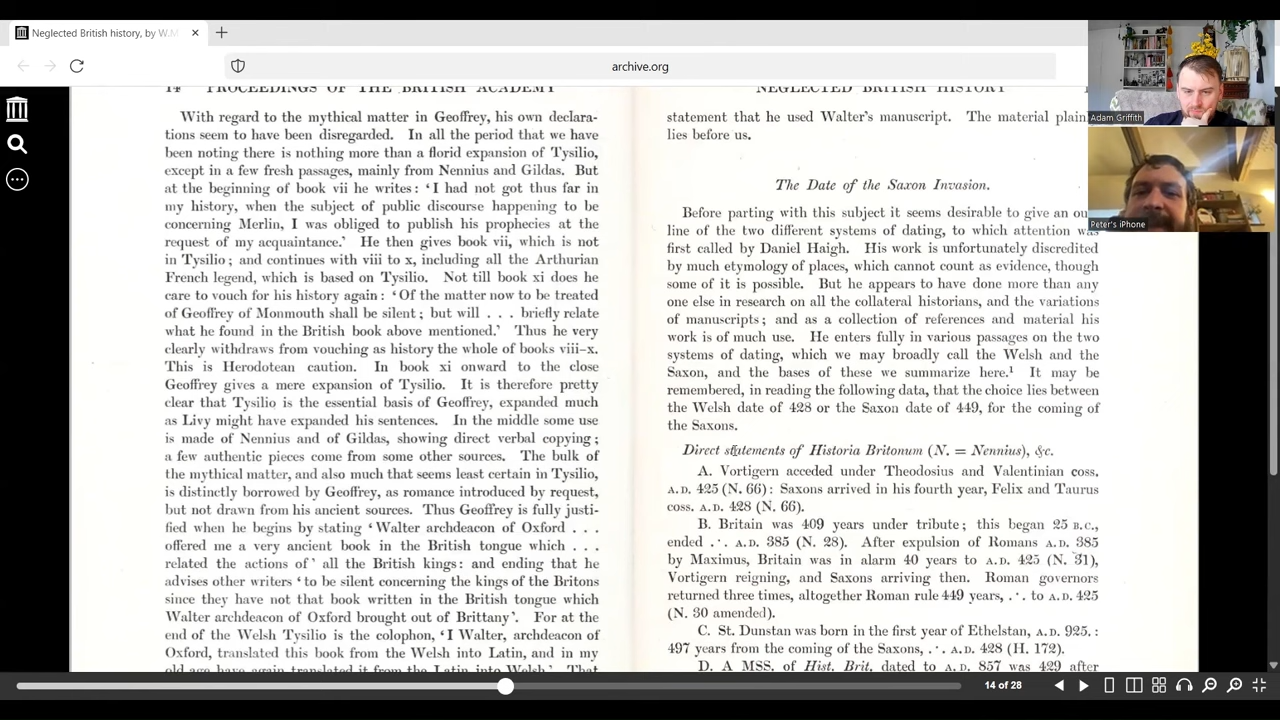 Neglected British history, by W.M
archive.org
Adam Griffith
Peter's iPhone
14 PROCEEDINGS OF THE BRITISH ACADEMY
With regard to the mythical matter in Geoffrey, his own declara-
tions seem to have been disregarded. In all the period that we have
been noting there is nothing more than a florid expansion of Tysilio,
except in a few fresh passages, mainly from Nennius and Gildas. But
at the beginning of book vii he writes: ‘I had not got thus far in
my history, when the subject of public discourse happening to be
concerning Merlin, I was obliged to publish his prophecies at the
request of my acquaintance.’ He then gives book vii, which is not
in Tysilio; and continues with viii to x, including all the Arthurian
French legend, which is based on Tysilio. Not till book xi does he
care to vouch for his history again: ‘Of the matter now to be treated
of Geoffrey of Monmouth shall be silent; but will . . . briefly relate
what he found in the British book above mentioned.’ Thus he very
clearly withdraws from vouching as history the whole of books viii–x.
This is Herodotean caution. In book xi onward to the close
Geoffrey gives a mere expansion of Tysilio. It is therefore pretty
clear that Tysilio is the essential basis of Geoffrey, expanded much
as Livy might have expanded his sentences. In the middle some use
is made of Nennius and of Gildas, showing direct verbal copying;
a few authentic pieces come from some other sources. The bulk of
the mythical matter, and also much that seems least certain in Tysilio,
is distinctly borrowed by Geoffrey, as romance introduced by request,
but not drawn from his ancient sources. Thus Geoffrey is fully justi-
fied when he begins by stating ‘Walter archdeacon of Oxford . . .
offered me a very ancient book in the British tongue which . . .
related the actions of’ all the British kings: and ending that he
advises other writers ‘to be silent concerning the kings of the Britons
since they have not that book written in the British tongue which
Walter archdeacon of Oxford brought out of Brittany’. For at the
end of the Welsh Tysilio is the colophon, ‘I Walter, archdeacon of
Oxford, translated this book from the Welsh into Latin, and in my
old age have again translated it from the Latin into Welsh.’ That
NEGLECTED BRITISH HISTORY
statement that he used Walter’s manuscript. The material plain
lies before us.
The Date of the Saxon Invasion.
Before parting with this subject it seems desirable to give an ou
line of the two different systems of dating, to which attention was
first called by Daniel Haigh. His work is unfortunately discredited
by much etymology of places, which cannot count as evidence, though
some of it is possible. But he appears to have done more than any
one else in research on all the collateral historians, and the variations
of manuscripts; and as a collection of references and material his
work is of much use. He enters fully in various passages on the two
systems of dating, which we may broadly call the Welsh and the
Saxon, and the bases of these we summarize here.¹ It may be
remembered, in reading the following data, that the choice lies between
the Welsh date of 428 or the Saxon date of 449, for the coming of
the Saxons.
Direct statements of Historia Britonum (N. = Nennius), &c.
A. Vortigern acceded under Theodosius and Valentinian coss.
A.D. 425 (N. 66): Saxons arrived in his fourth year, Felix and Taurus
coss. A.D. 428 (N. 66).
B. Britain was 409 years under tribute; this began 25 B.C.,
ended ∴ A.D. 385 (N. 28). After expulsion of Romans A.D. 385
by Maximus, Britain was in alarm 40 years to A.D. 425 (N. 31),
Vortigern reigning, and Saxons arriving then. Roman governors
returned three times, altogether Roman rule 449 years, ∴ to A.D. 425
(N. 30 amended).
C. St. Dunstan was born in the first year of Ethelstan, A.D. 925.:
497 years from the coming of the Saxons, ∴ A.D. 428 (H. 172).
D. A MSS. of Hist. Brit. dated to A.D. 857 was 429 after
14 of 28